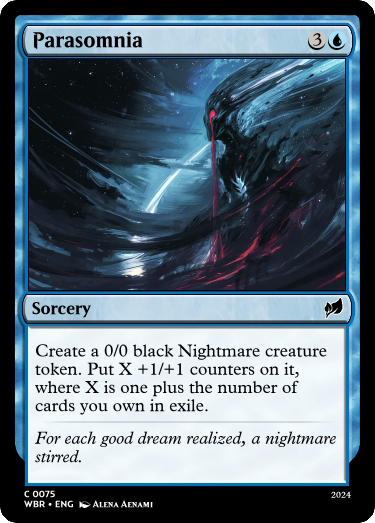 Parasomnia 3
Sorcery
Create a 0/0 black Nightmare creature
token. Put X +1/+1 counters on it,
where X is one plus the number of
cards you own in exile.
For each good dream realized, a nightmare
stirred.
C 0075
2024
WBR • ENG Alena Aenami